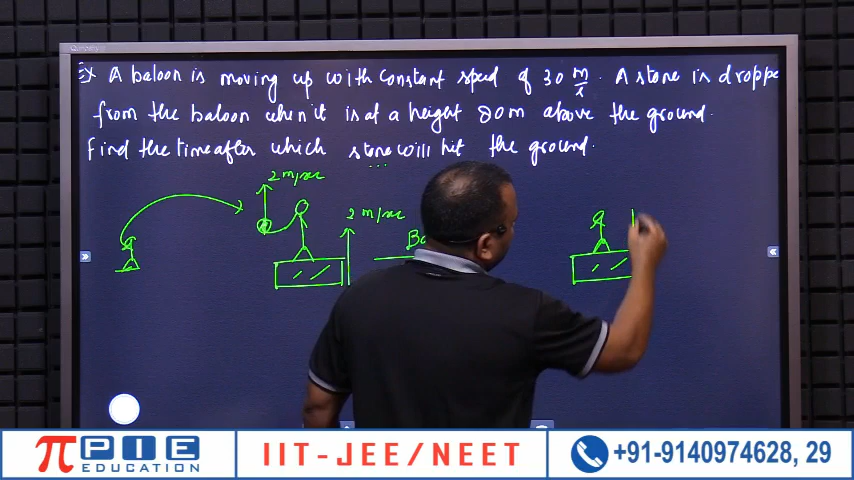 Ex A baloon is moving up with constant speed of 30 m/s. A stone is droppe
from the baloon when it is at a height 80m above the ground.
Find the time after which stone will hit the ground.
2 m/sec
2 m/sec
π PIE EDUCATION
IIT-JEE/NEET
+91-9140974628, 29